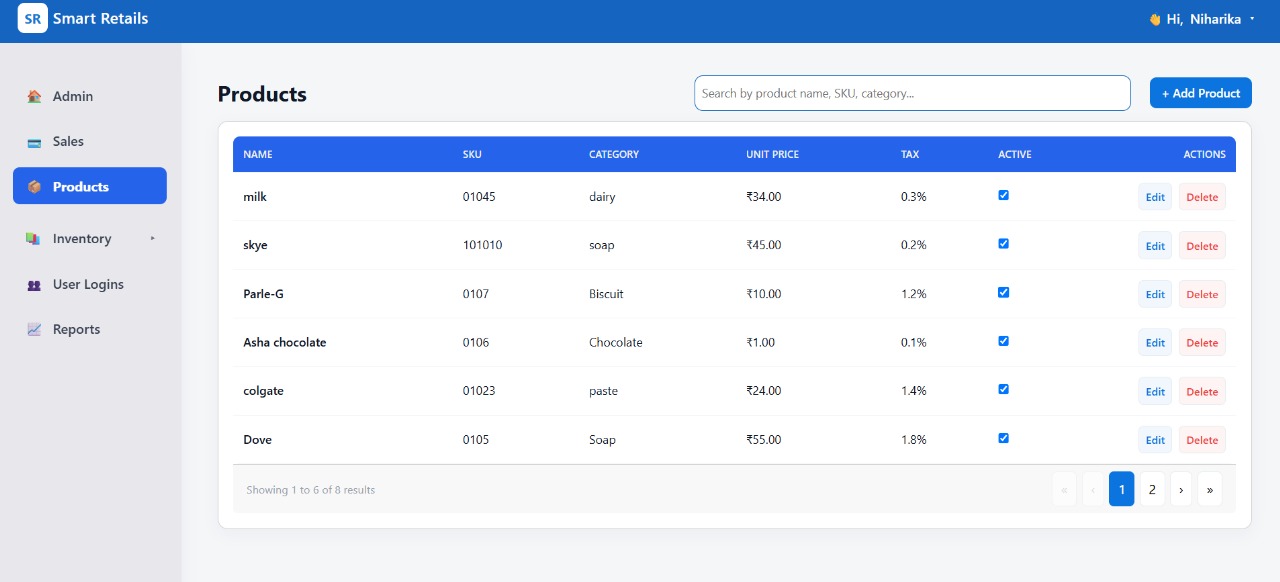 SR Smart Retails
👋 Hi, Niharika
Admin
Sales
Products
Inventory
User Logins
Reports
Products
Search by product name, SKU, category...
+ Add Product
NAME SKU CATEGORY UNIT PRICE TAX ACTIVE ACTIONS
milk 01045 dairy ₹34.00 0.3% Edit Delete
skye 101010 soap ₹45.00 0.2% Edit Delete
Parle-G 0107 Biscuit ₹10.00 1.2% Edit Delete
Asha chocolate 0106 Chocolate ₹1.00 0.1% Edit Delete
colgate 01023 paste ₹24.00 1.4% Edit Delete
Dove 0105 Soap ₹55.00 1.8% Edit Delete
Showing 1 to 6 of 8 results
« ‹ 1 2 › »